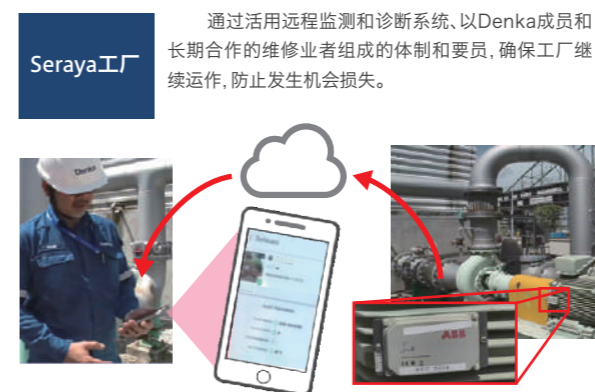 Seraya工厂
通过活用远程监测和诊断系统、以Denka成员和
长期合作的维修业者组成的体制和要员,确保工厂继
续运作,防止发生机会损失。
Denka
ABB